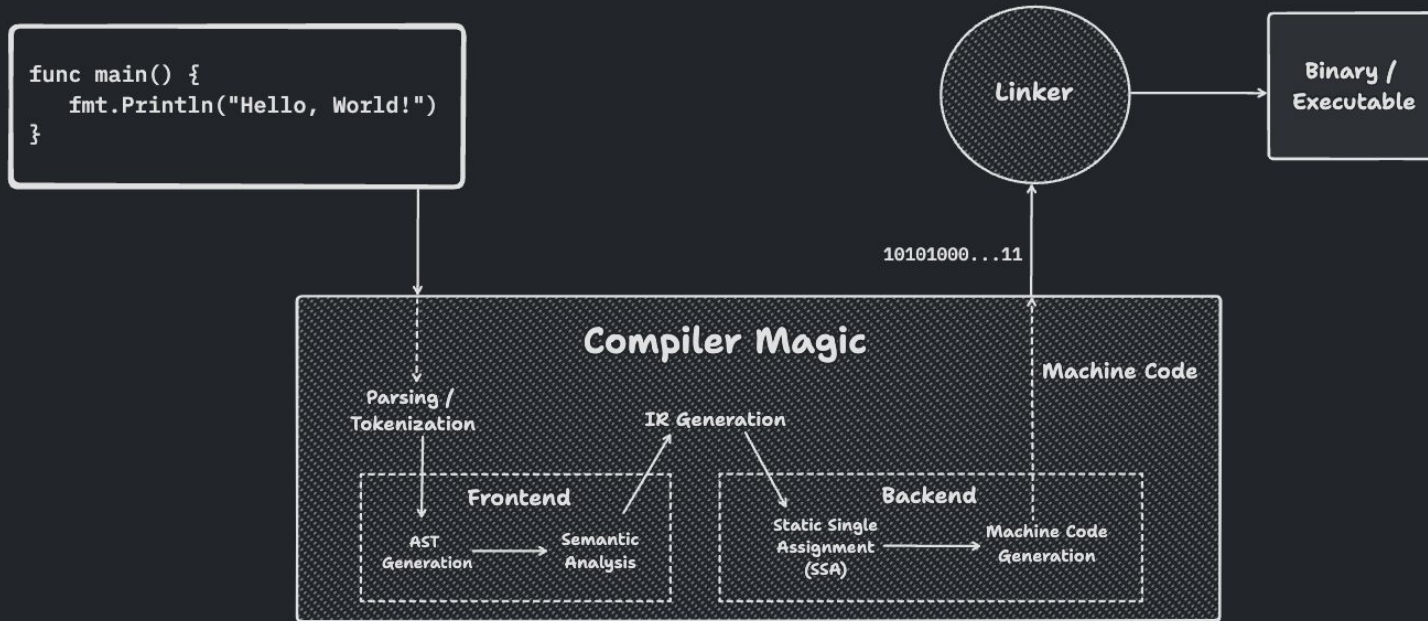 func main() {
fmt.Println("Hello, World!")
}
Linker
Binary /
Executable
10101000...11
Compiler Magic
Machine Code
Parsing /
Tokenization
IR Generation
Frontend
AST
Generation
Semantic
Analysis
Backend
Static Single
Assignment
(SSA)
Machine Code
Generation